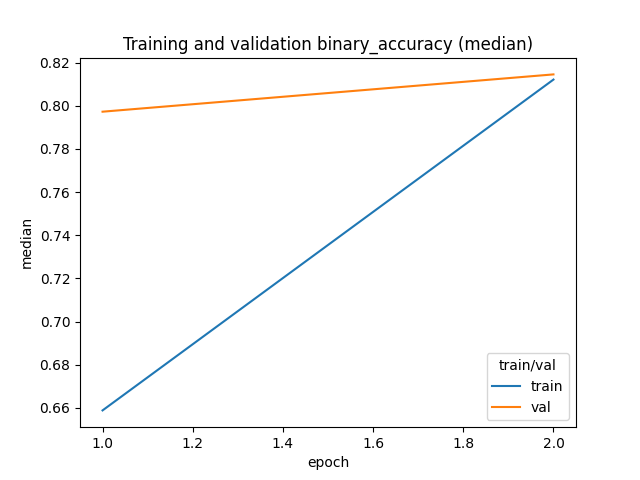 Training and validation binary_accuracy (median)
0.82
0.80
0.78
0.76
0.74
0.72
0.70
0.68
0.66
median
train/val
train
val
1.0 1.2 1.4 1.6 1.8 2.0
epoch